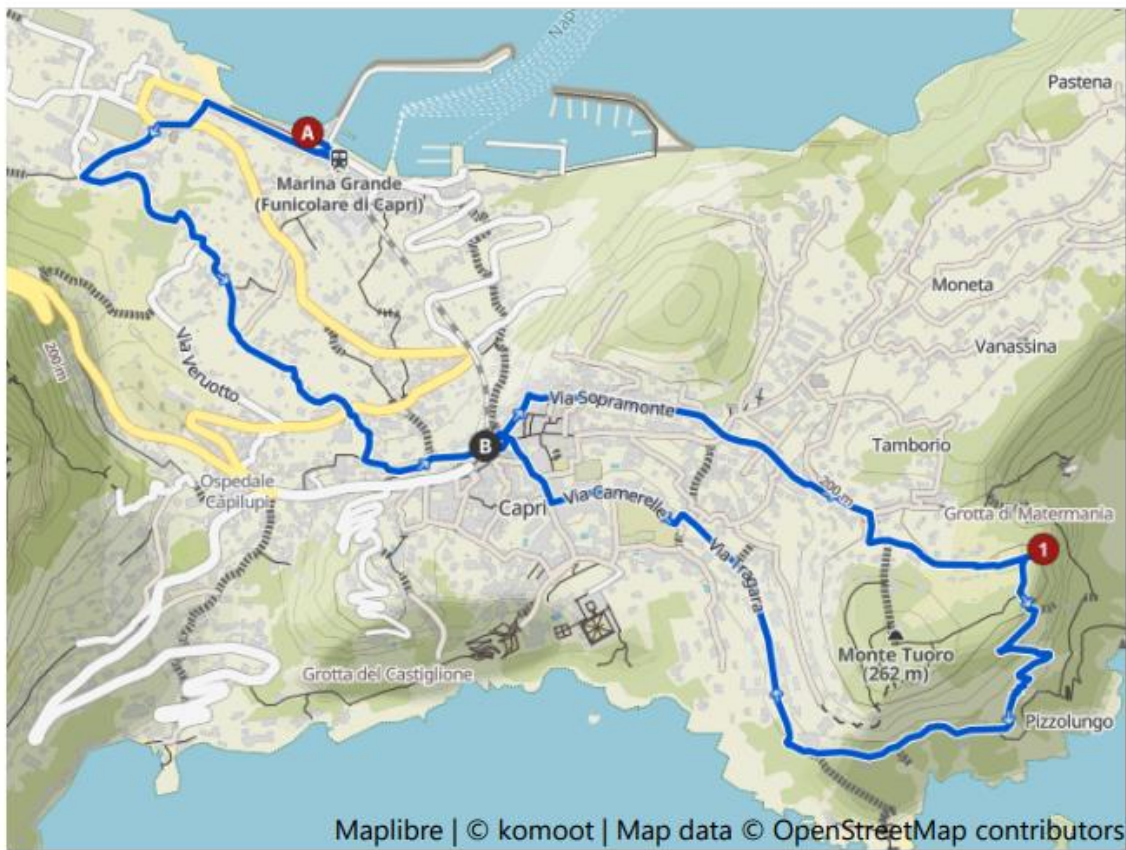 Nap
Pastena
A
Marina Grande
(Funicolare di Capri)
Moneta
Vanassina
200 m
Via Veruotto
Via Sopramonte
B
Tamborio
Ospedale
Capilupi
Capri
Via Camerelle
200 m
Grotta di Matermania
1
Via Tragara
Monte Tuoro
(262 m)
Grotta del Castiglione
Pizzolungo
Maplibre | © komoot | Map data © OpenStreetMap contributors